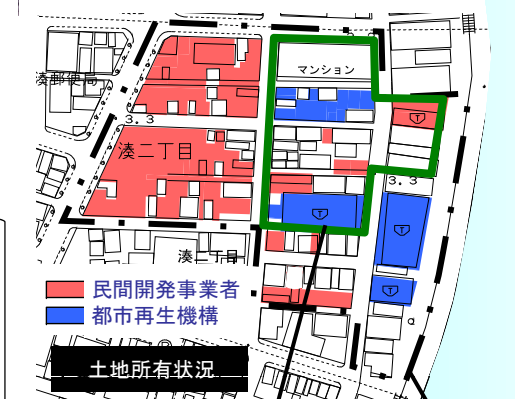 マンション
湊郵便局
3.3
湊二丁目
3.3
湊二丁目
民間開発事業者
都市再生機構
土地所有状況